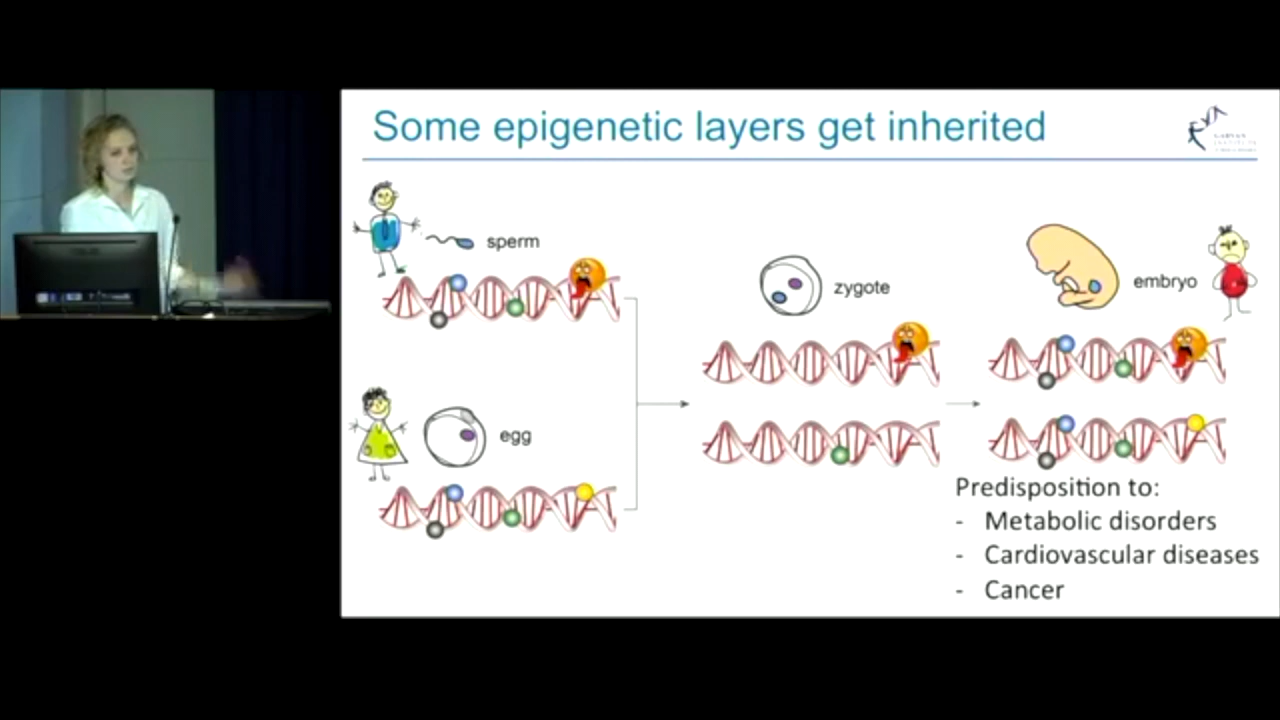 Some epigenetic layers get inherited
sperm
zygote
embryo
egg
Predisposition to:
- Metabolic disorders
- Cardiovascular diseases
- Cancer